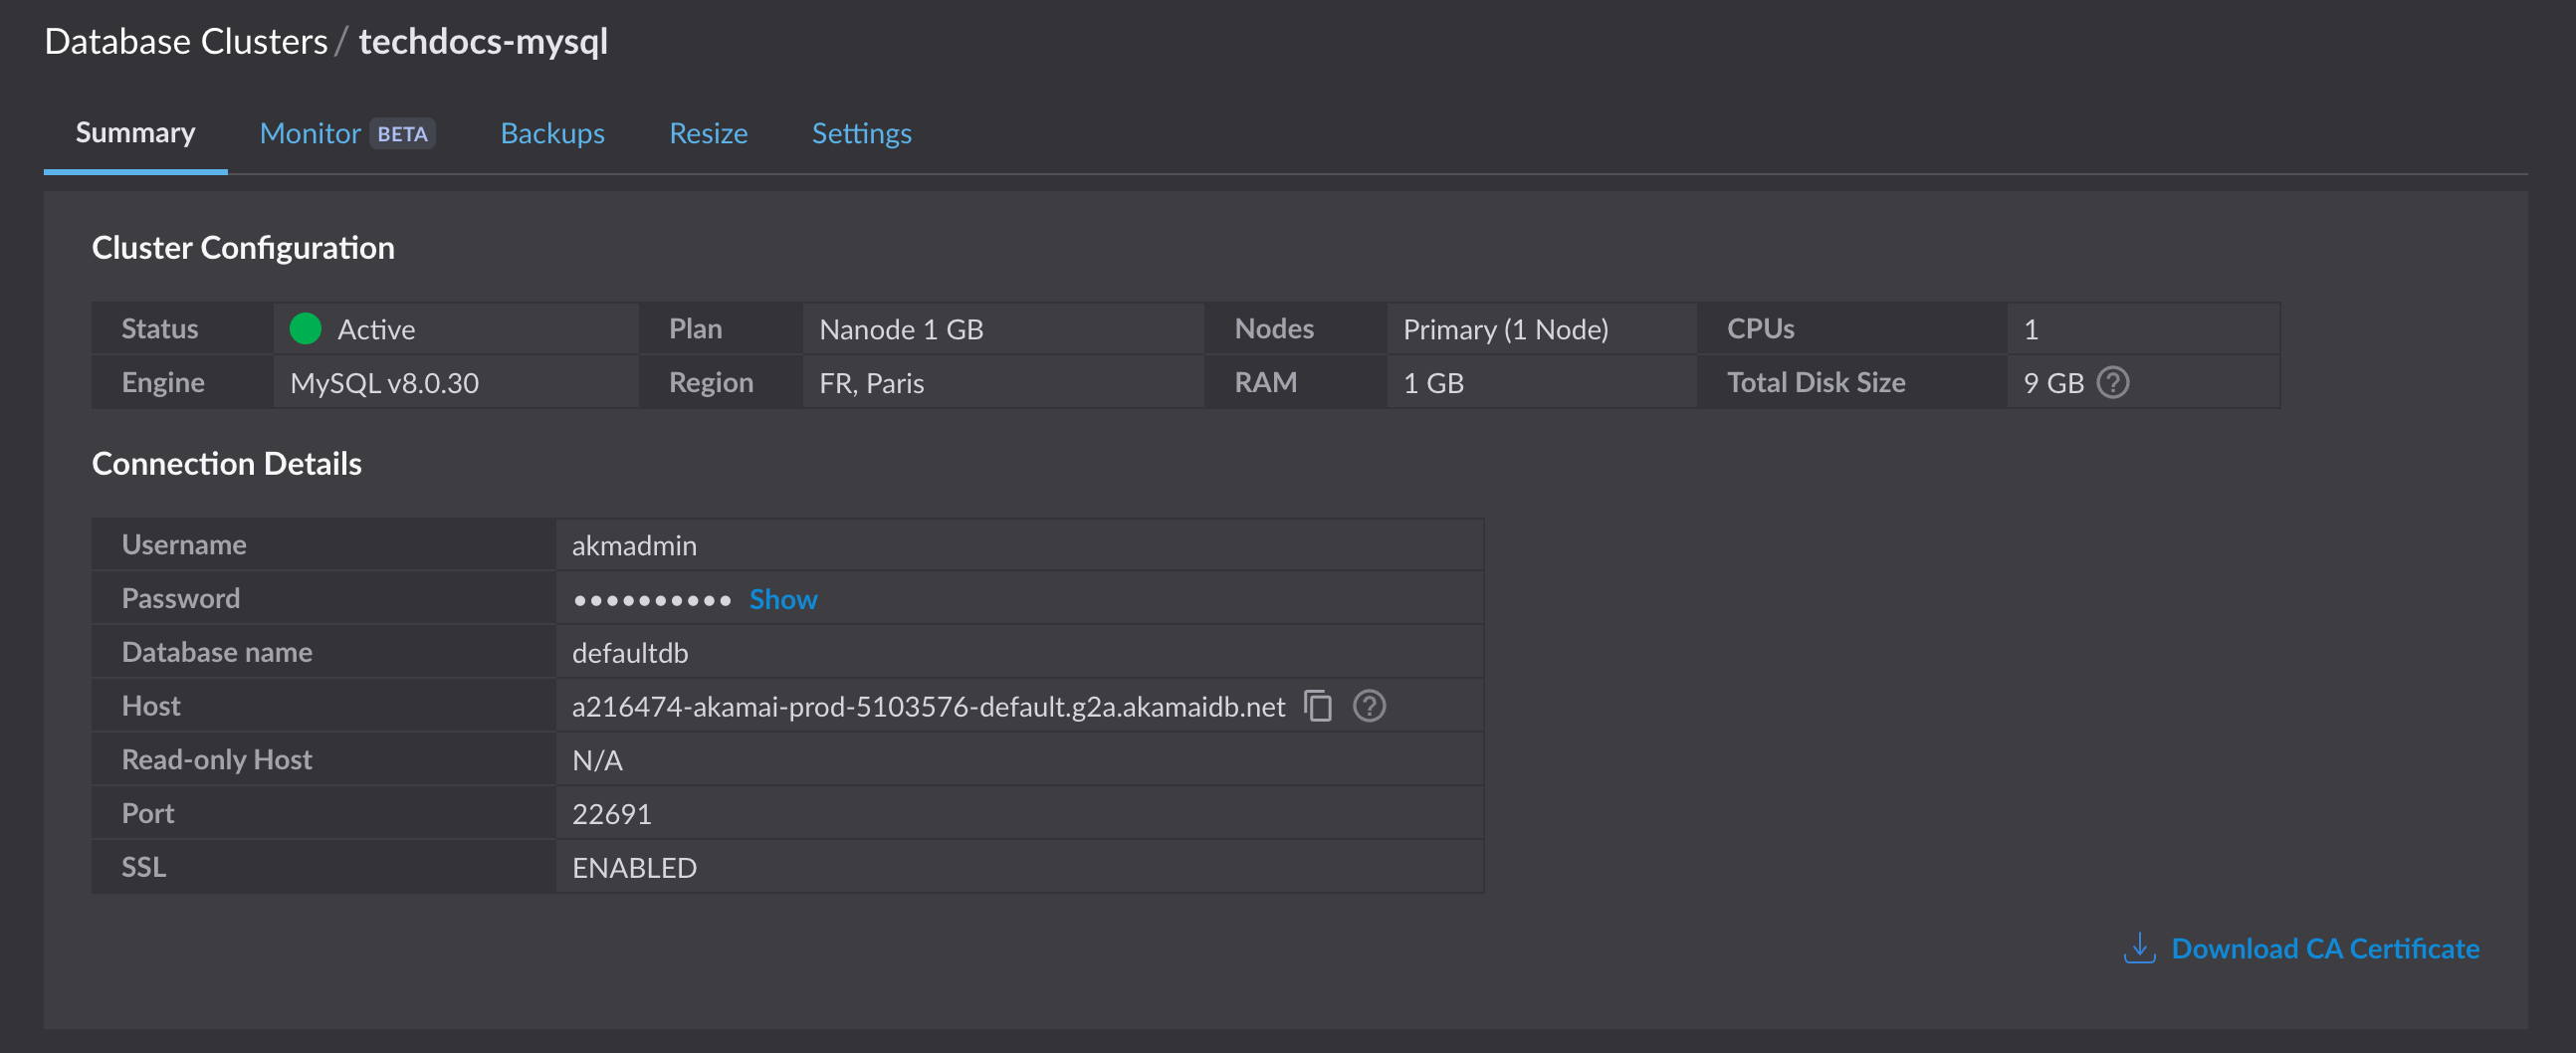 Database Clusters / techdocs-mysql
Summary Monitor BETA Backups Resize Settings
Cluster Configuration
Status Active Plan Nanode 1 GB Nodes Primary (1 Node) CPUs 1
Engine MySQL v8.0.30 Region FR, Paris RAM 1 GB Total Disk Size 9 GB
Connection Details
Username akmadmin
Password •••••••••• Show
Database name defaultdb
Host a216474-akamai-prod-5103576-default.g2a.akamaidb.net
Read-only Host N/A
Port 22691
SSL ENABLED
Download CA Certificate